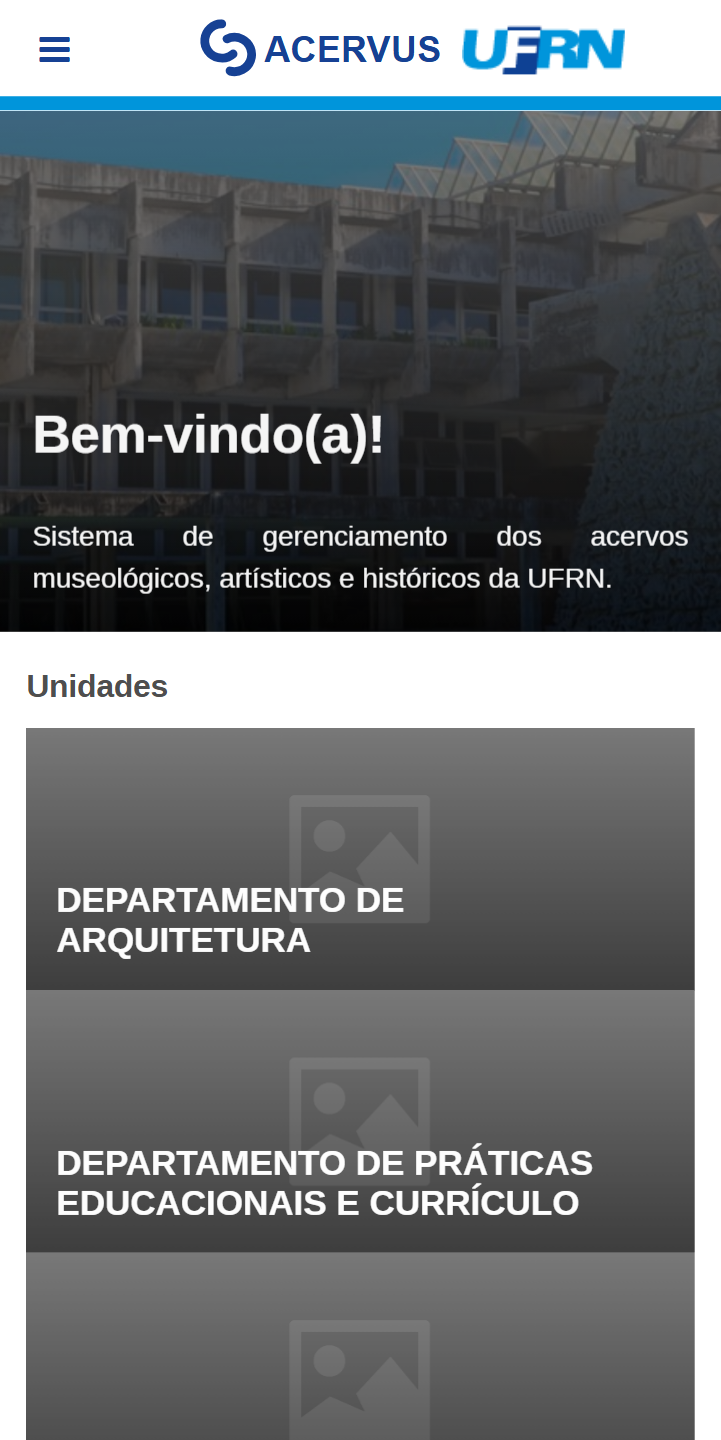 ACERVUS UFRN
Bem-vindo(a)!
Sistema de gerenciamento dos acervos
museológicos, artísticos e históricos da UFRN.
Unidades
DEPARTAMENTO DE
ARQUITETURA
DEPARTAMENTO DE PRÁTICAS
EDUCACIONAIS E CURRÍCULO